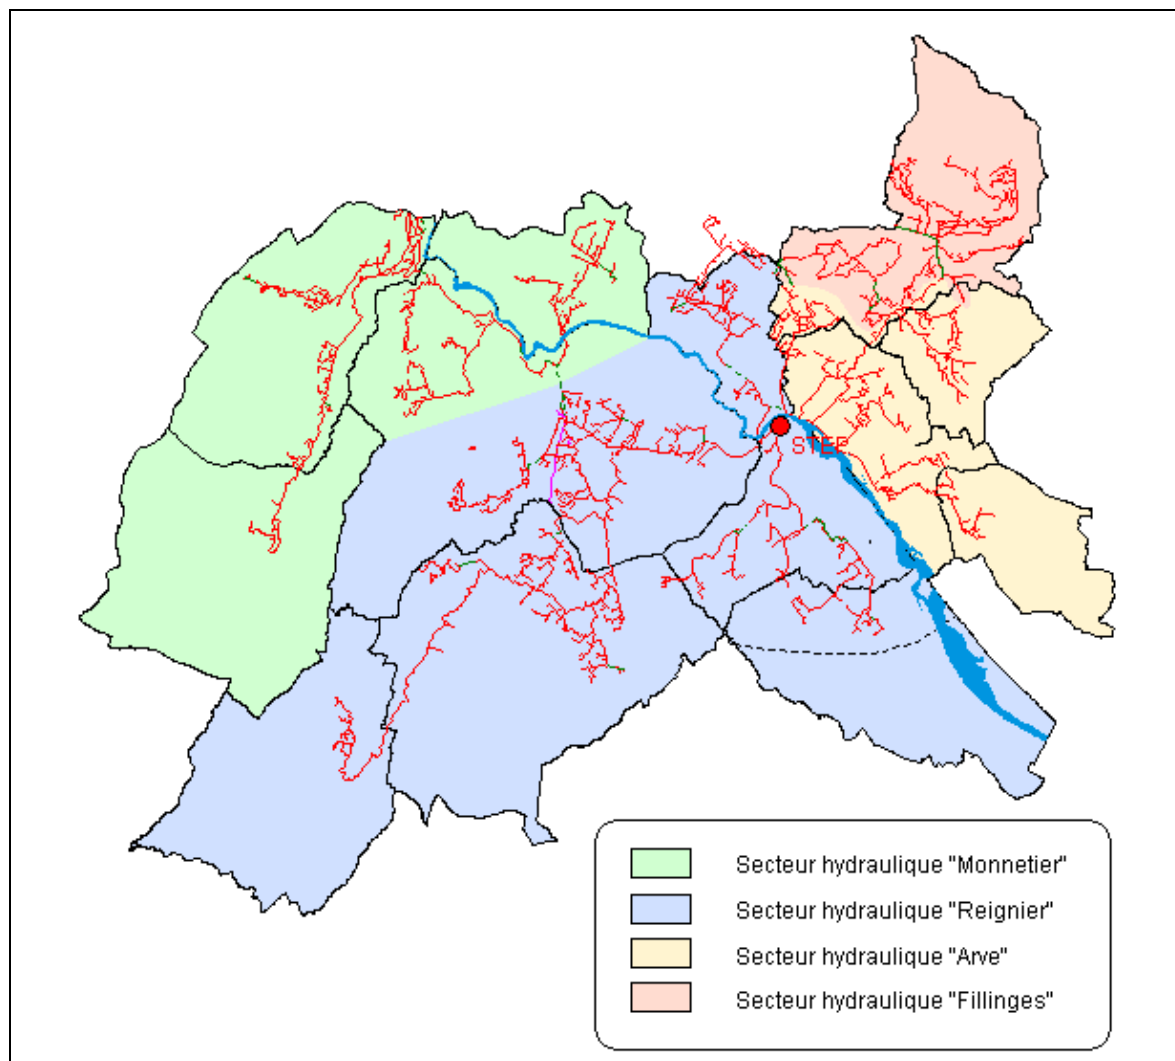 STEP
Secteur hydraulique "Monnetier"
Secteur hydraulique "Reignier"
Secteur hydraulique "Arve"
Secteur hydraulique "Fillinges"